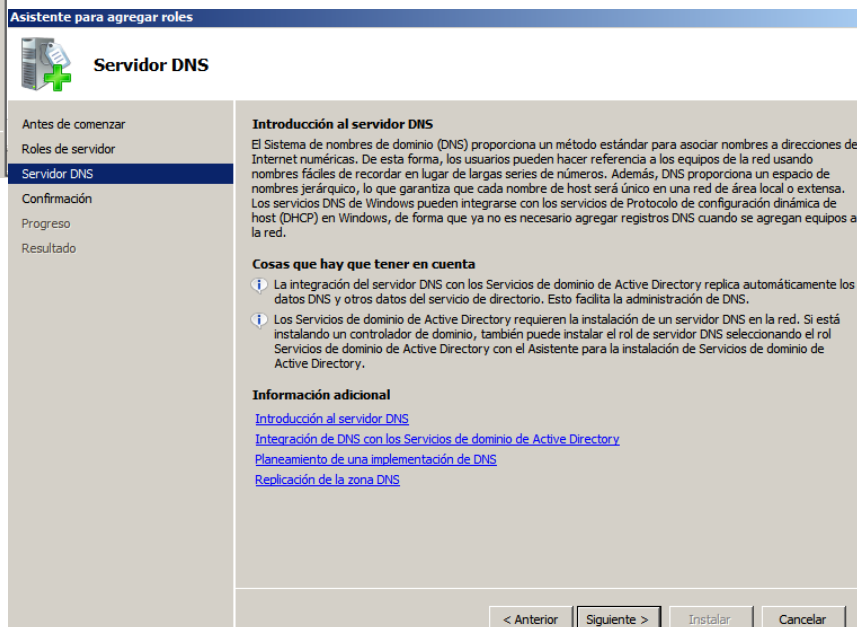 Asistente para agregar roles
Servidor DNS
Antes de comenzar
Roles de servidor
Servidor DNS
Confirmación
Progreso
Resultado
Introducción al servidor DNS
El Sistema de nombres de dominio (DNS) proporciona un método estándar para asociar nombres a direcciones de
Internet numéricas. De esta forma, los usuarios pueden hacer referencia a los equipos de la red usando
nombres fáciles de recordar en lugar de largas series de números. Además, DNS proporciona un espacio de
nombres jerárquico, lo que garantiza que cada nombre de host será único en una red de área local o extensa.
Los servicios DNS de Windows pueden integrarse con los servicios de Protocolo de configuración dinámica de
host (DHCP) en Windows, de forma que ya no es necesario agregar registros DNS cuando se agregan equipos a
la red.
Cosas que hay que tener en cuenta
La integración del servidor DNS con los Servicios de dominio de Active Directory replica automáticamente los
datos DNS y otros datos del servicio de directorio. Esto facilita la administración de DNS.
Los Servicios de dominio de Active Directory requieren la instalación de un servidor DNS en la red. Si está
instalando un controlador de dominio, también puede instalar el rol de servidor DNS seleccionando el rol
Servicios de dominio de Active Directory con el Asistente para la instalación de Servicios de dominio de
Active Directory.
Información adicional
Introducción al servidor DNS
Integración de DNS con los Servicios de dominio de Active Directory
Planeamiento de una implementación de DNS
Replicación de la zona DNS
< Anterior Siguiente > Instalar Cancelar